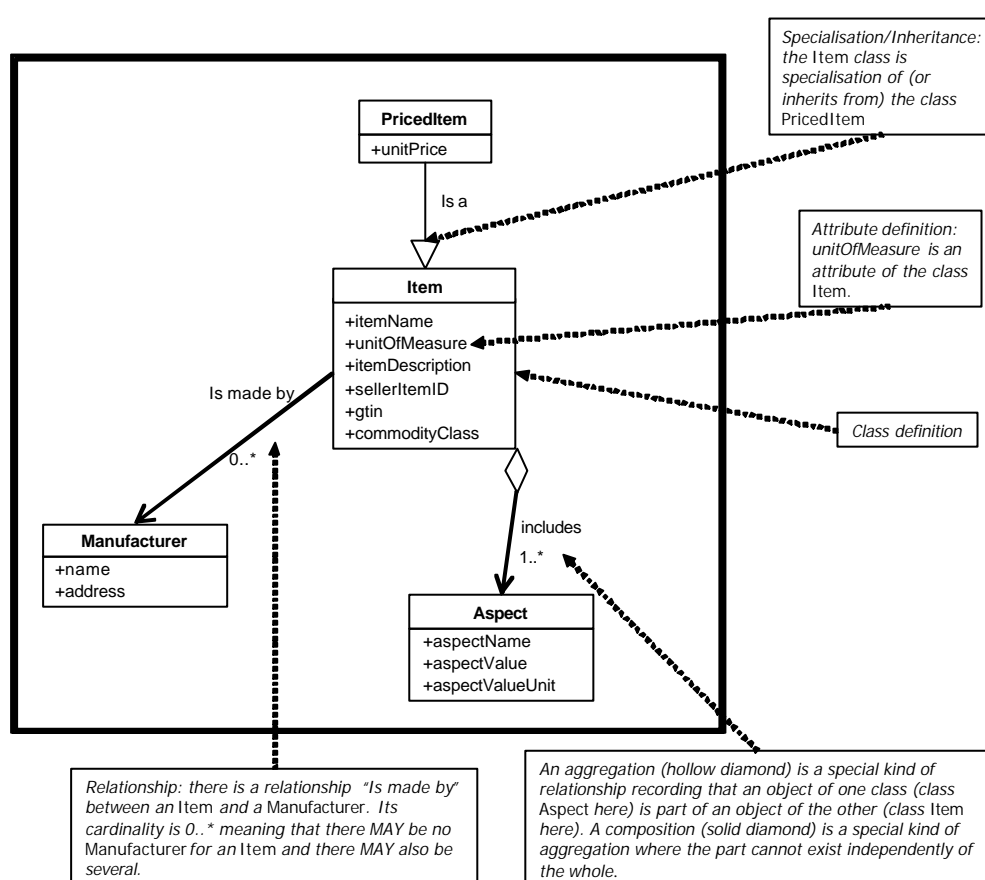 Specialisation/Inheritance:
the Item class is
specialisation of (or
inherits from) the class
PricedItem
PricedItem
+unitPrice
Is a
Attribute definition:
unitOfMeasure is an
attribute of the class
Item.
Item
+itemName
+unitOfMeasure
+itemDescription
+sellerItemID
+gtin
+commodityClass
Is made by
0..*
Class definition
includes
1..*
Manufacturer
+name
+address
Aspect
+aspectName
+aspectValue
+aspectValueUnit
Relationship: there is a relationship "Is made by"
between an Item and a Manufacturer. Its
cardinality is 0..* meaning that there MAY be no
Manufacturer for an Item and there MAY also be
several.
An aggregation (hollow diamond) is a special kind of
relationship recording that an object of one class (class
Aspect here) is part of an object of the other (class Item
here). A composition (solid diamond) is a special kind of
aggregation where the part cannot exist independently of
the whole.